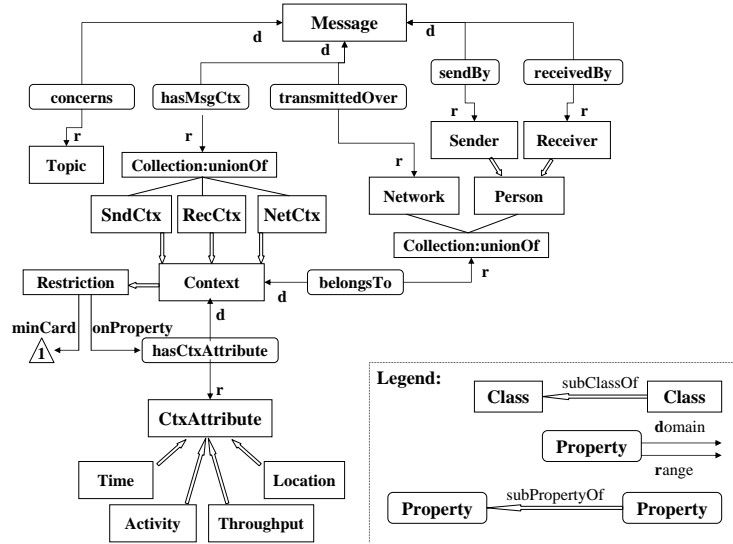 Message
d
d
d
sendBy
receivedBy
concerns
hasMsgCtx
transmittedOver
r
r
r
r
Sender
Receiver
Topic
Collection:unionOf
r
Network
Person
SndCtx
RecCtx
NetCtx
Collection:unionOf
Restriction
Context
belongsTo
r
d
d
minCard
onProperty
1
hasCtxAttribute
r
CtxAttribute
Time
Location
Activity
Throughput
Legend:
Class
subClassOf
Class
Property
domain
range
Property
subPropertyOf
Property